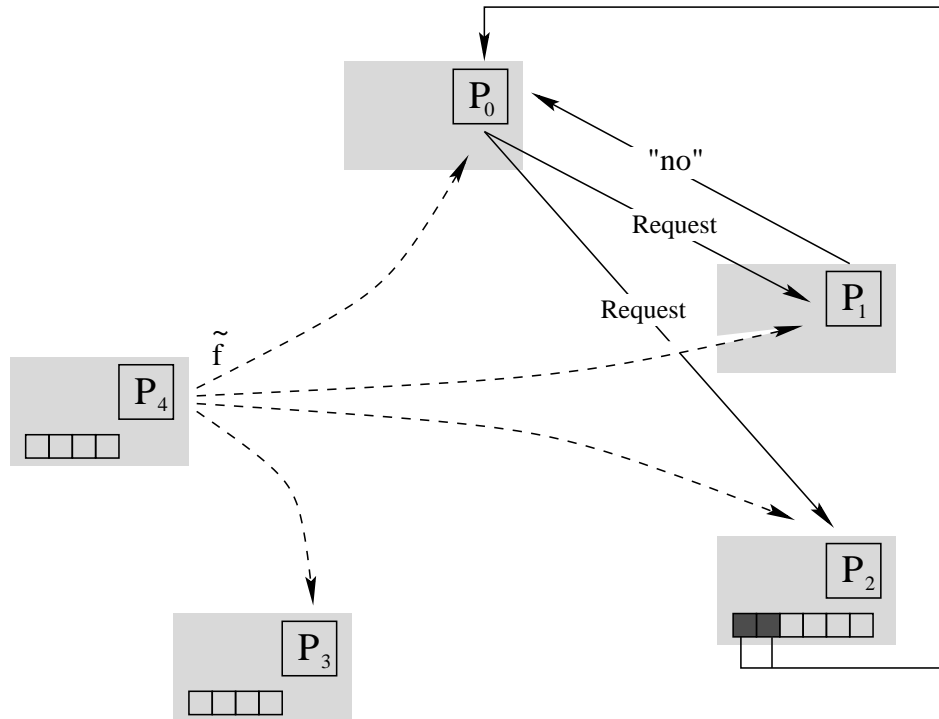 P0
"no"
Request
P1
Request
f̃
P4
P2
P3